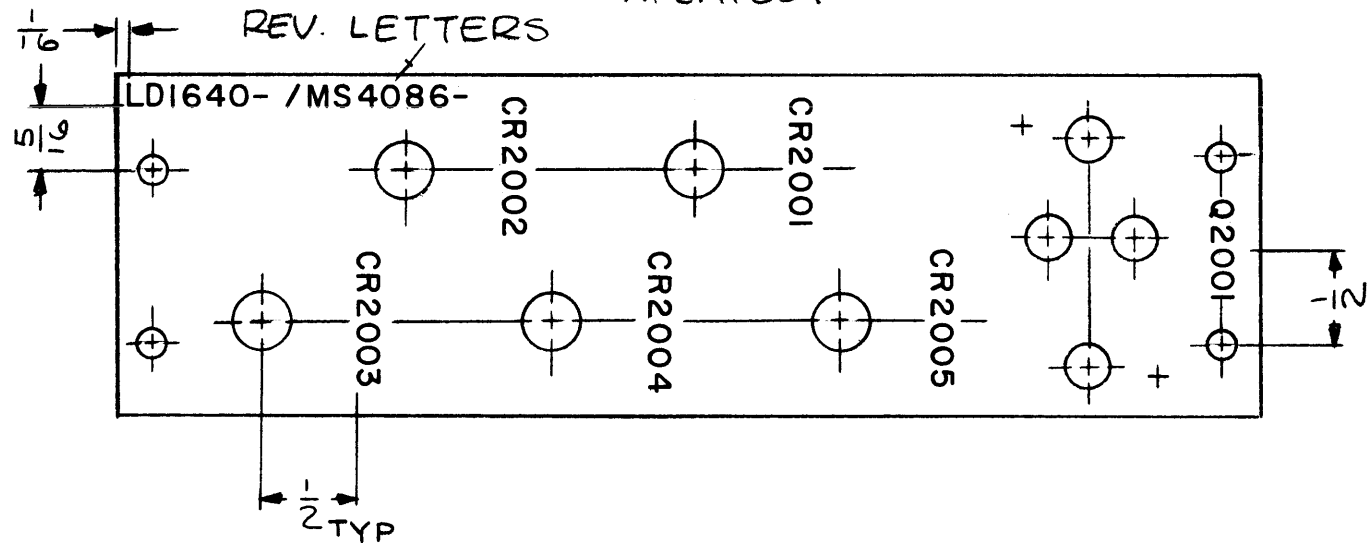 1/16
REV. LETTERS
LD1640- /MS4086-
5/16
CR2002
CR2001
Q2001
1/2
CR2003
CR2004
CR2005
1/2 TYP